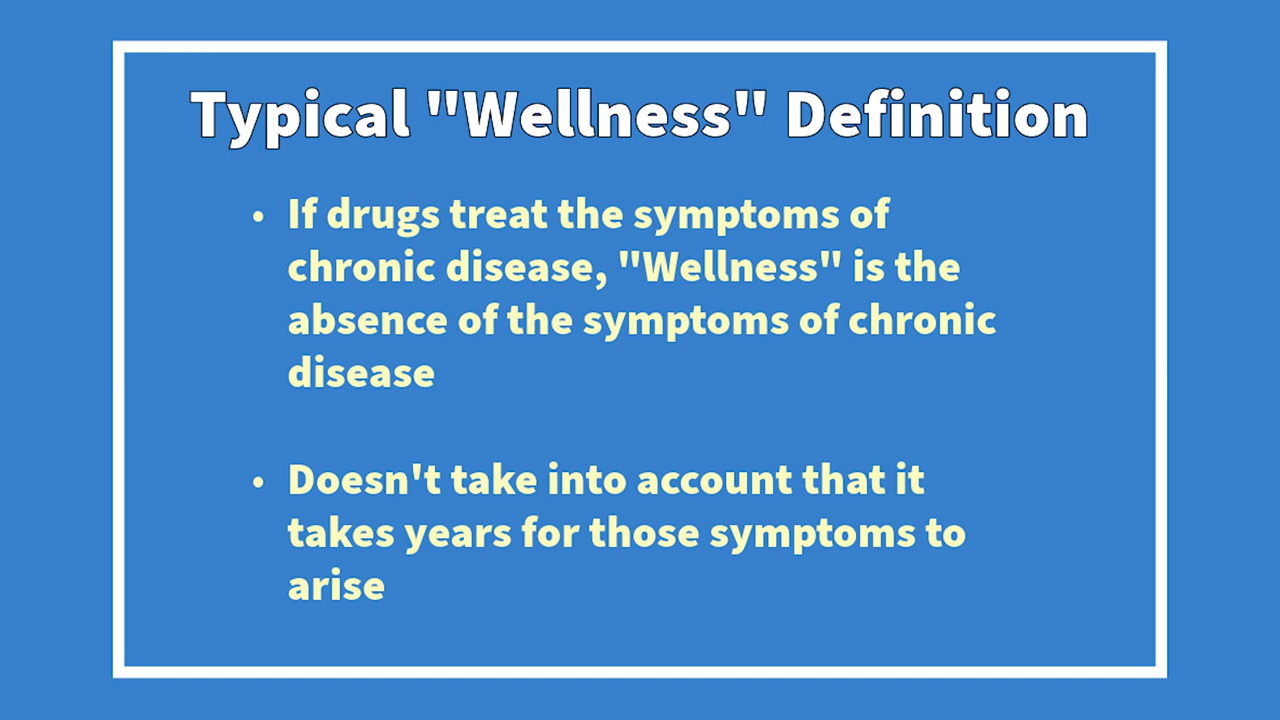 Typical "Wellness" Definition
• If drugs treat the symptoms of
chronic disease, "Wellness" is the
absence of the symptoms of chronic
disease
• Doesn't take into account that it
takes years for those symptoms to
arise